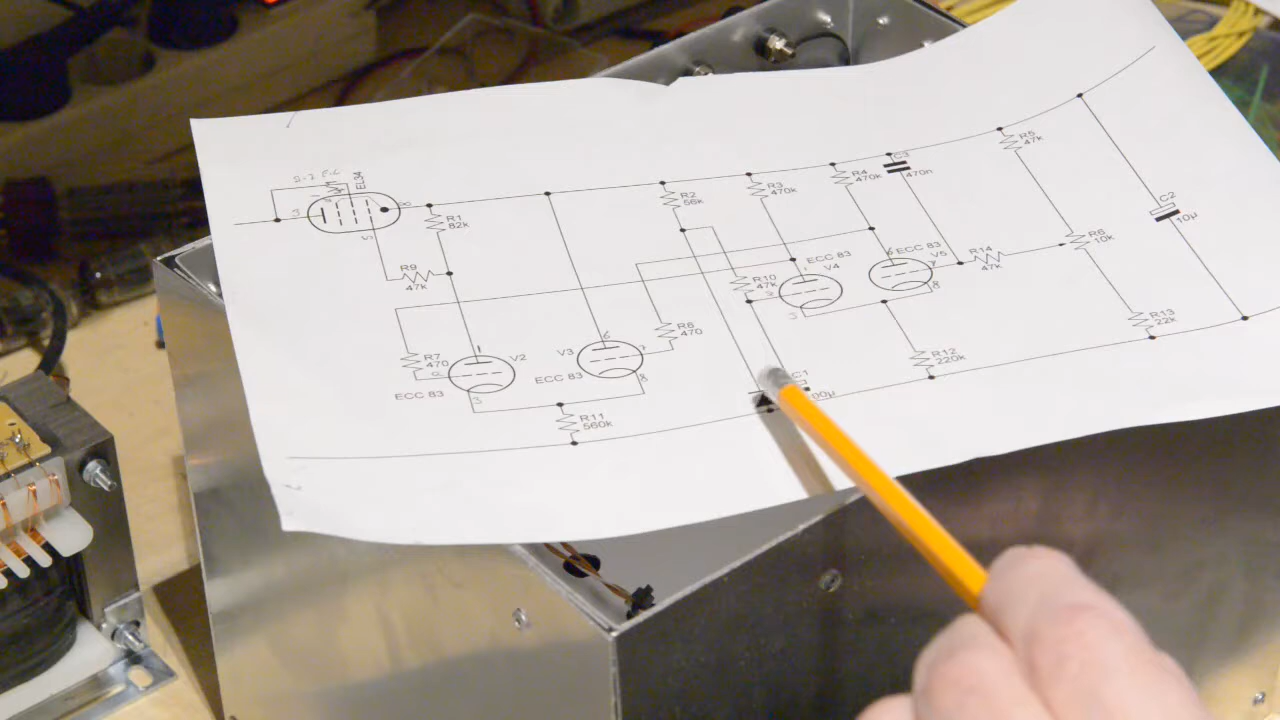 EL34
R1
82k
R9
47k
R2
56k
R3
470k
R4
470k
C3
470n
R5
47k
C2
10µ
R6
10k
R14
47k
ECC 83
V4
ECC 83
V5
R10
47k
R8
470
R7
470
ECC 83
V2
V3
ECC 83
R11
560k
C1
00µ
R12
220k
R13
22k